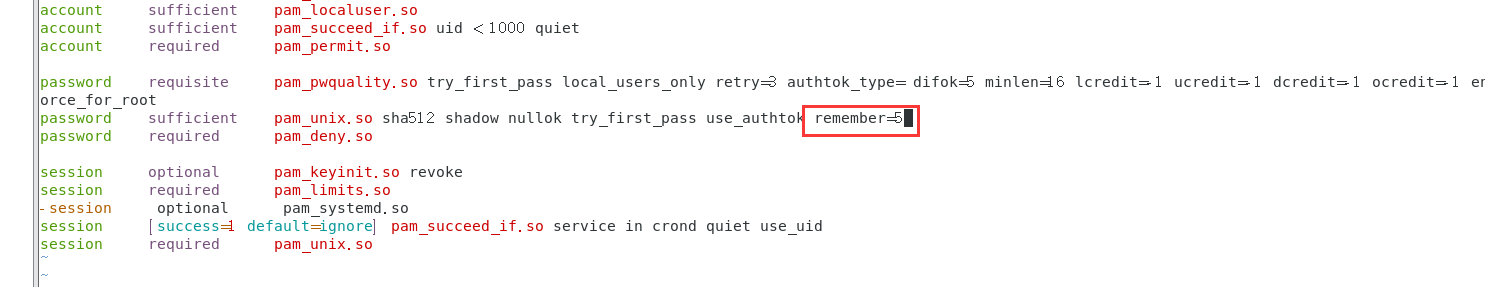 account    sufficient    pam_localuser.so
account    sufficient    pam_succeed_if.so uid < 1000 quiet
account    required    pam_permit.so
password    requisite    pam_pwquality.so try_first_pass local_users_only retry=3 authtok_type= difok=5 minlen=16 lcredit=-1 ucredit=-1 dcredit=-1 ocredit=-1 en
orce_for_root
password    sufficient    pam_unix.so sha512 shadow nullok try_first_pass use_authtok remember=5
password    required    pam_deny.so
session    optional    pam_keyinit.so revoke
session    required    pam_limits.so
-session    optional    pam_systemd.so
session    [success=1 default=ignore] pam_succeed_if.so service in crond quiet use_uid
session    required    pam_unix.so
~
~